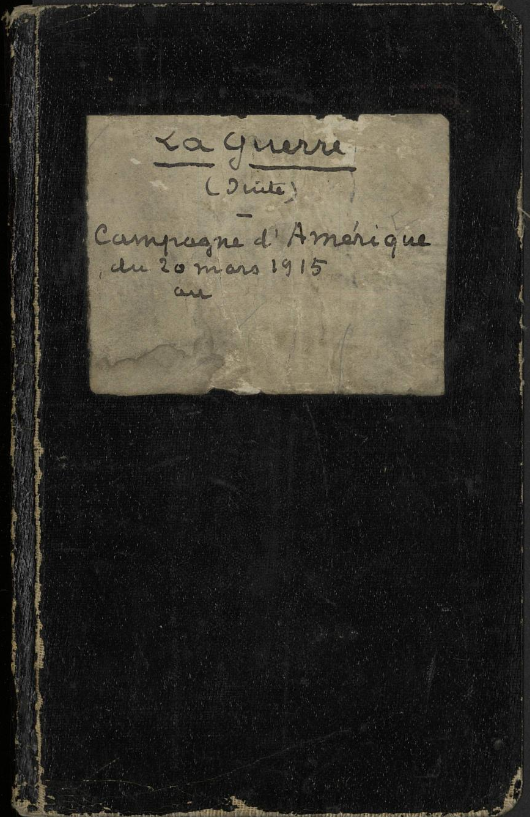 La Guerre
(Suite)
-
Campagne d'Amérique
du 20 mars 1915
au